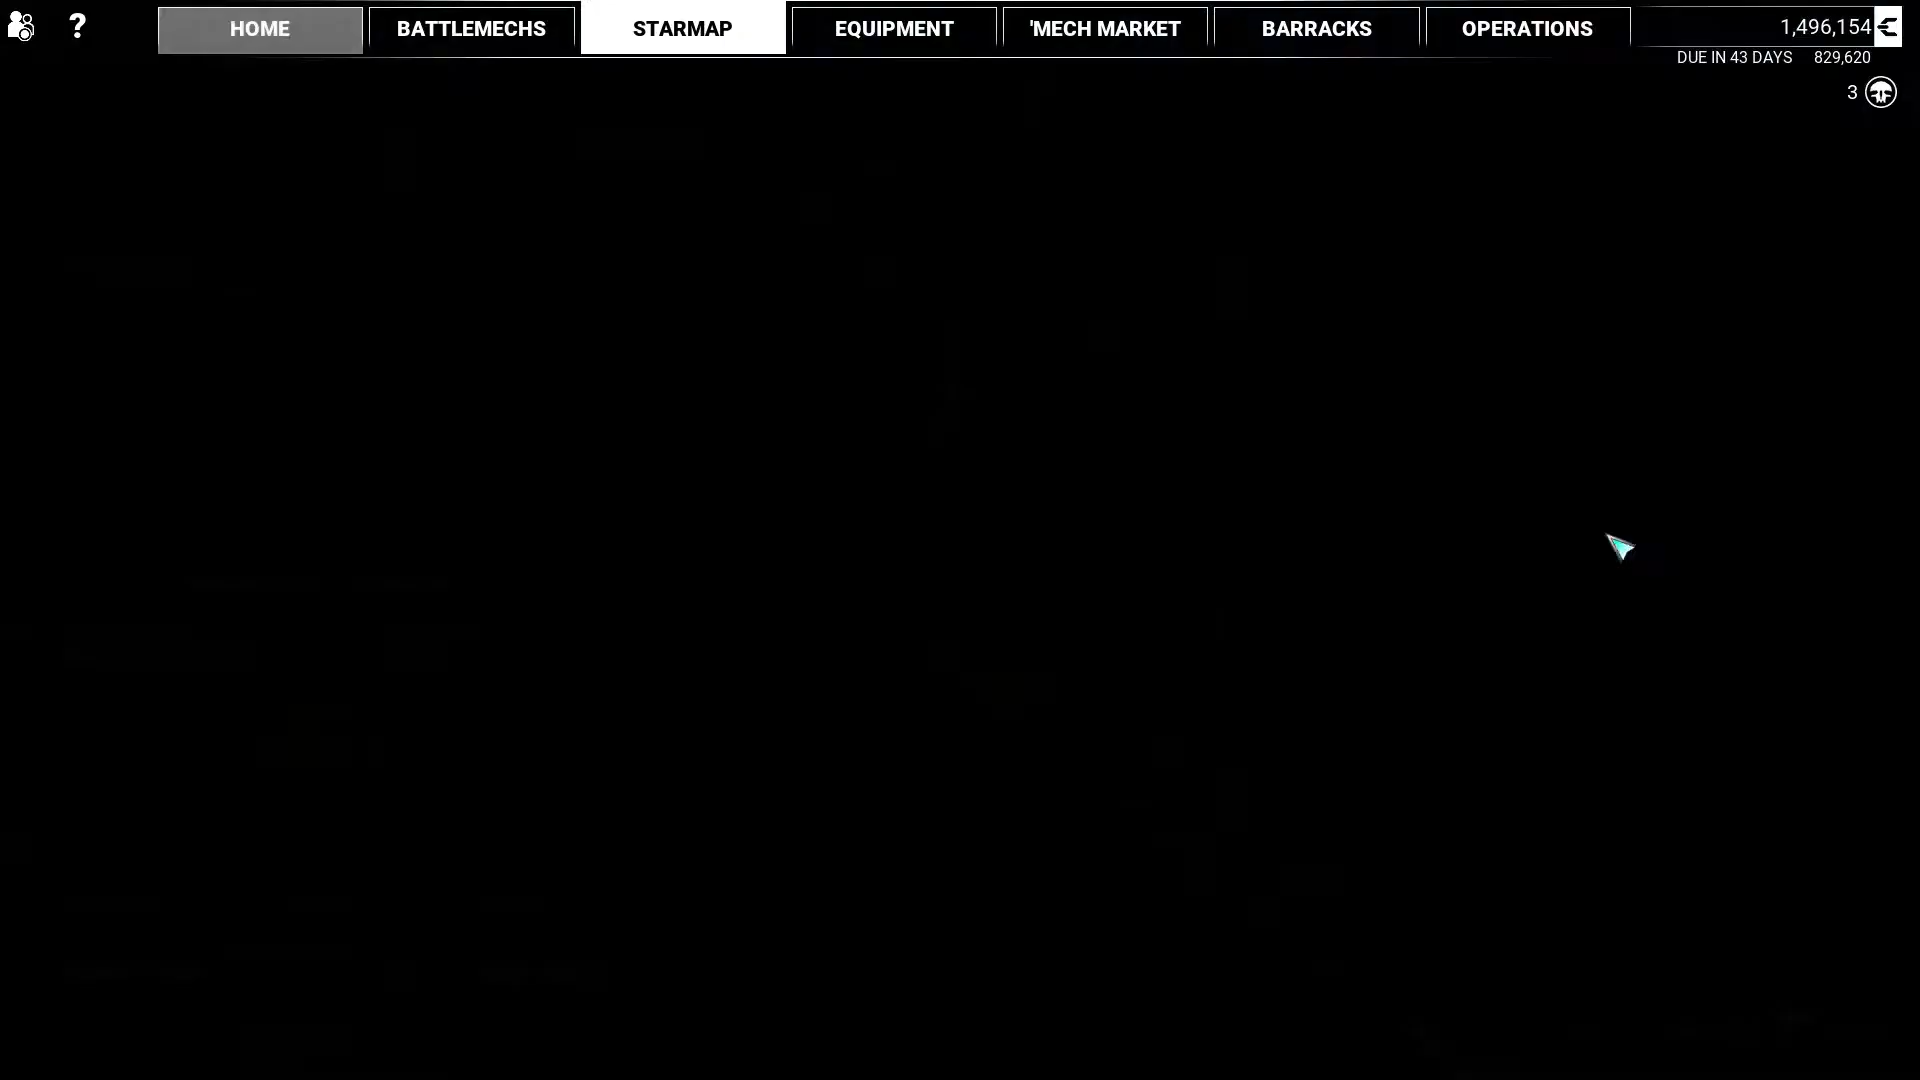 ?
HOME
BATTLEMECHS
STARMAP
EQUIPMENT
'MECH MARKET
BARRACKS
OPERATIONS
1,496,154
DUE IN 43 DAYS 829,620
3